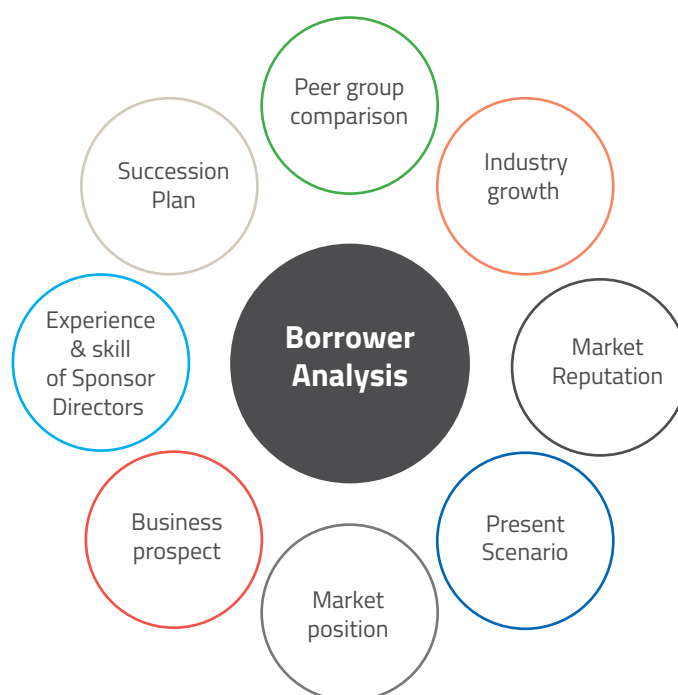 Peer group
comparison
Industry
growth
Market
Reputation
Present
Scenario
Market
position
Business
prospect
Experience
& skill
of Sponsor
Directors
Succession
Plan
Borrower
Analysis